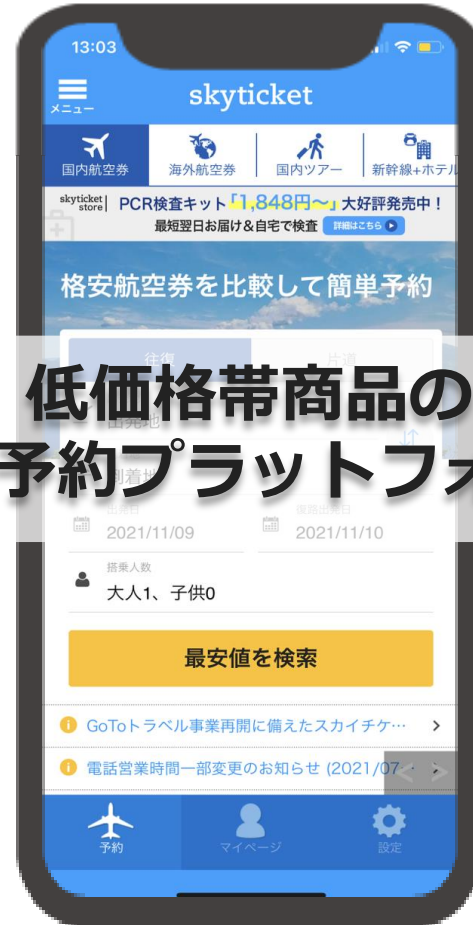 13:03
メニュー
skyticket
国内航空券
海外航空券
国内ツアー
新幹線+ホテル
skyticket store
PCR検査キット「1,848円〜」大好評発売中！
最短翌日お届け&自宅で検査 詳細はこちら
格安航空券を比較して簡単予約
往復
片道
出発地
低価格帯商品の
到着地
予約プラットフォ
出発日
復路出発日
2021/11/09
2021/11/10
搭乗人数
大人1、子供0
最安値を検索
GoToトラベル事業再開に備えたスカイチケ…
電話営業時間一部変更のお知らせ (2021/07…
予約
マイページ
設定